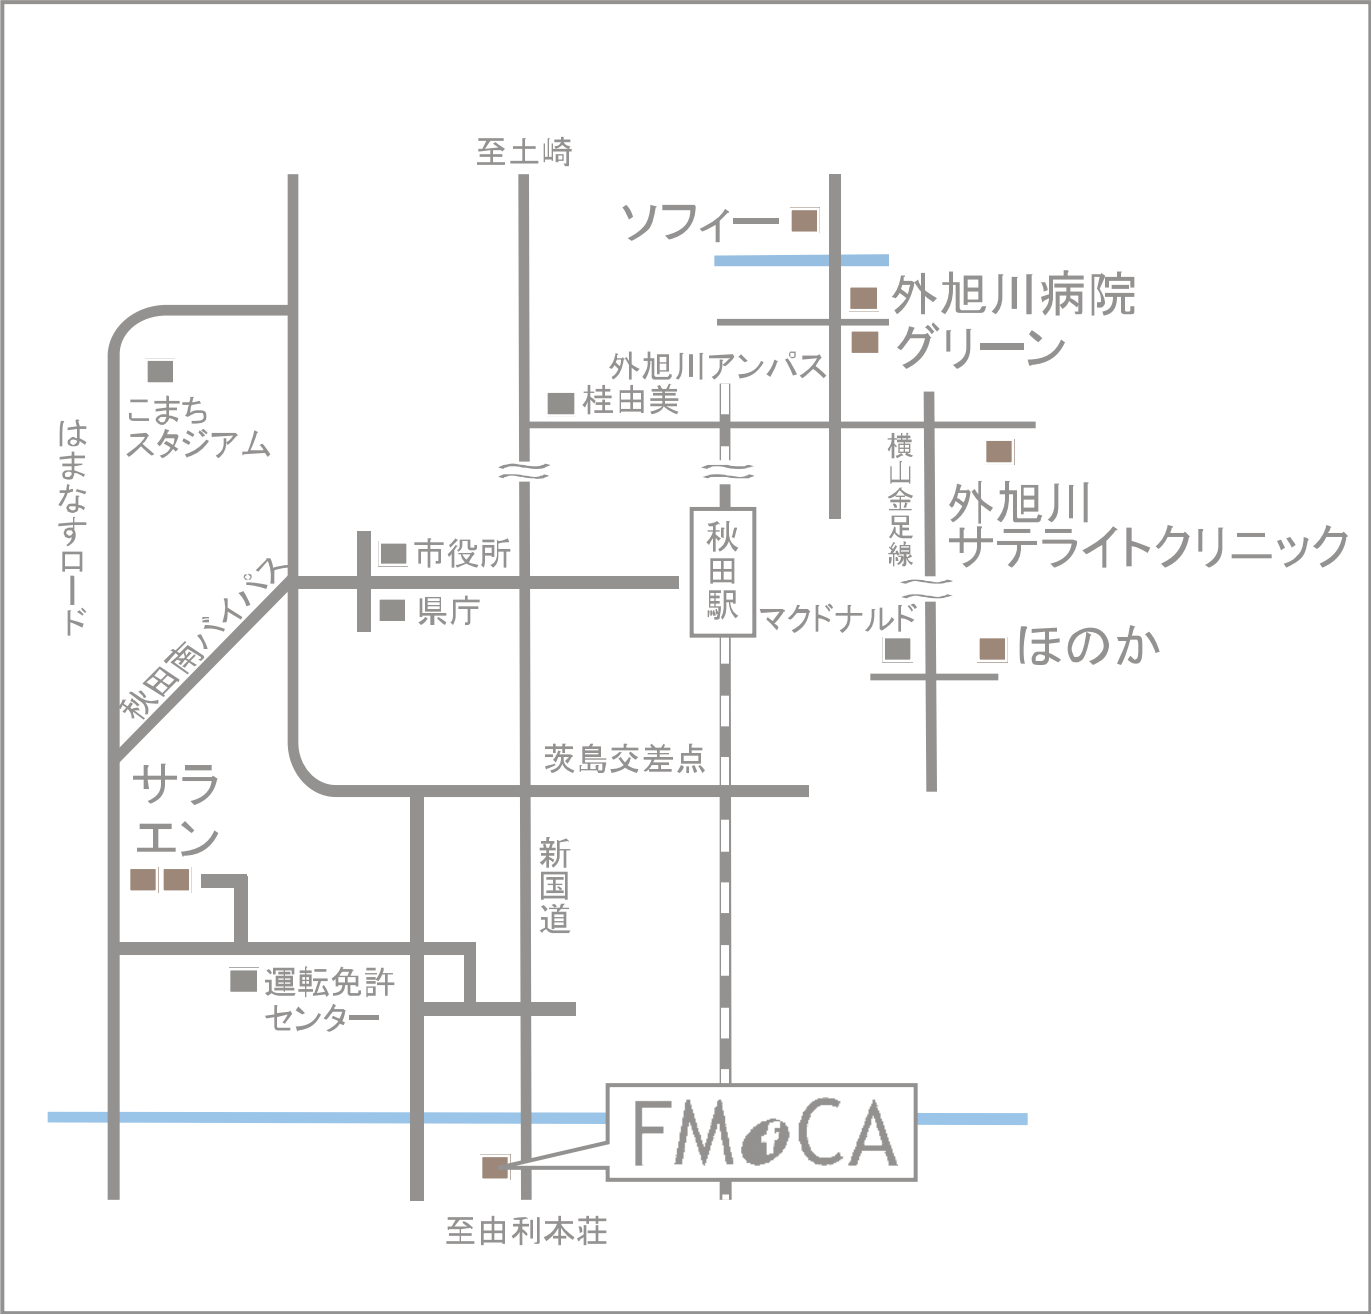 至土崎
ソフィー
外旭川病院
グリーン
外旭川アンパス
桂由美
こまち
スタジアム
はまなすロード
横山金足線
外旭川
サテライトクリニック
市役所
秋田駅
県庁
秋田南バイパス
マクドナルド
ほのか
茨島交差点
サラ
エン
新国道
運転免許
センター
FMoCA
至由利本荘